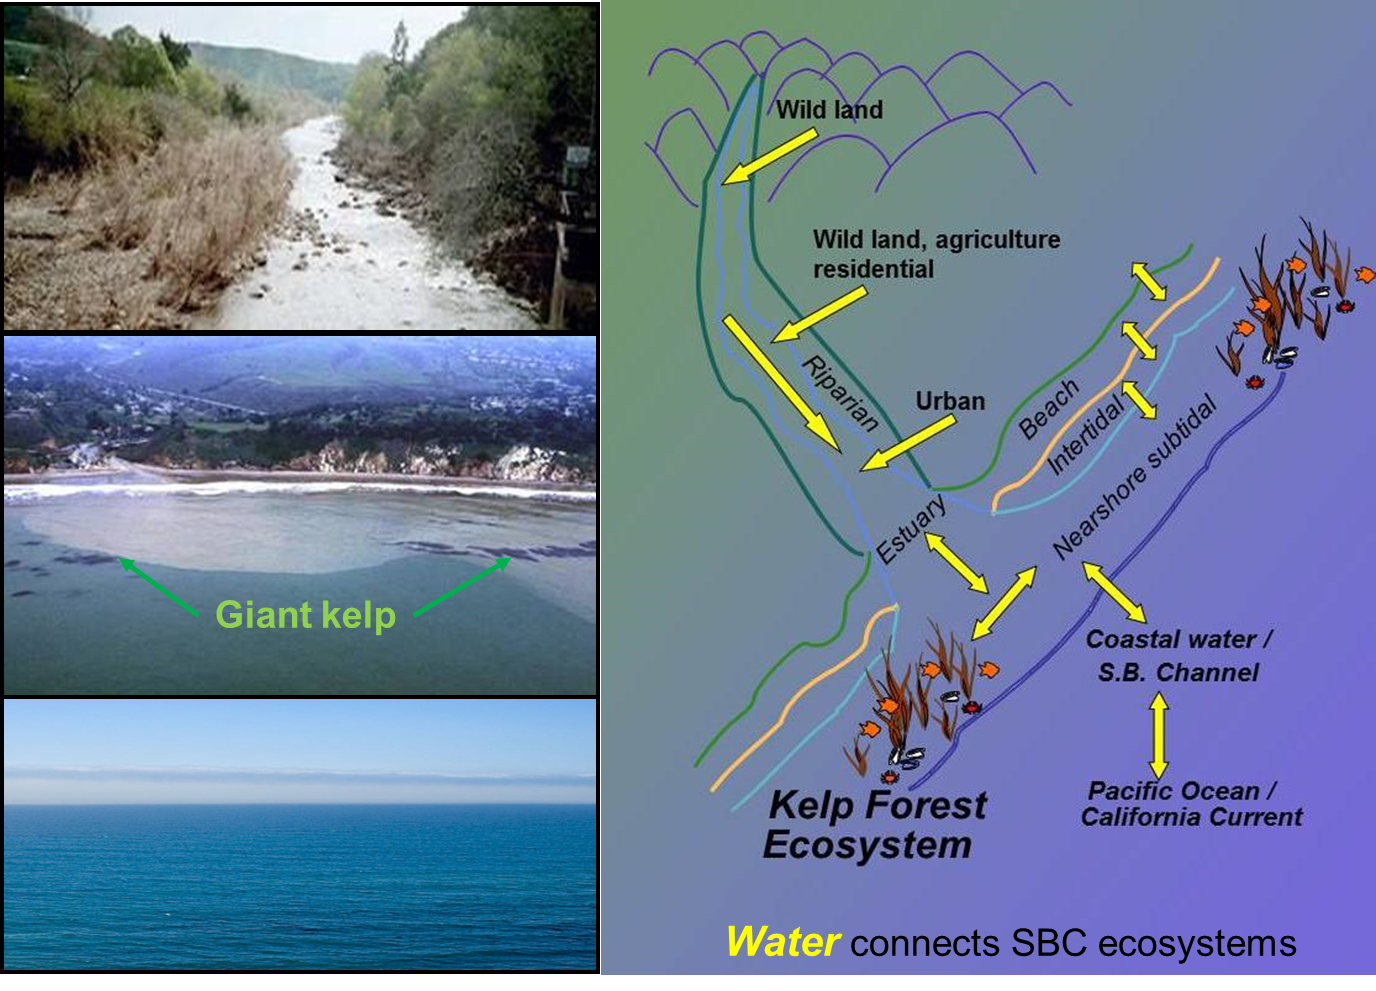 Giant kelp
Wild land
Wild land, agriculture
residential
Riparian
Urban
Beach
Intertidal
Nearshore subtidal
Estuary
Coastal water /
S.B. Channel
Pacific Ocean /
California Current
Kelp Forest
Ecosystem
Water connects SBC ecosystems